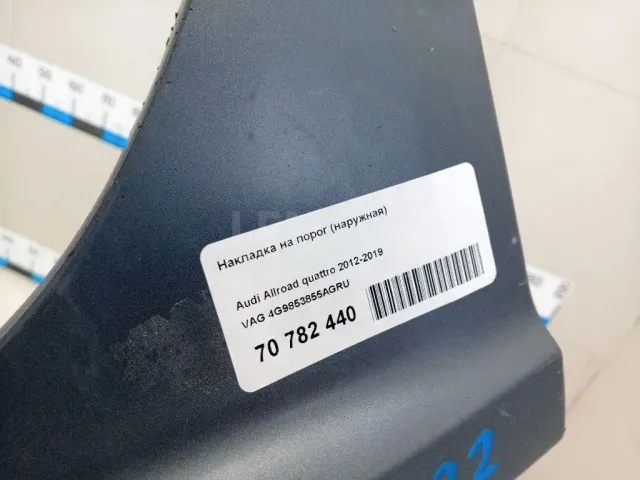 Накладка на порог (наружная)
Audi Allroad quattro 2012-2019
VAG 4G9853855AGRU
70 782 440